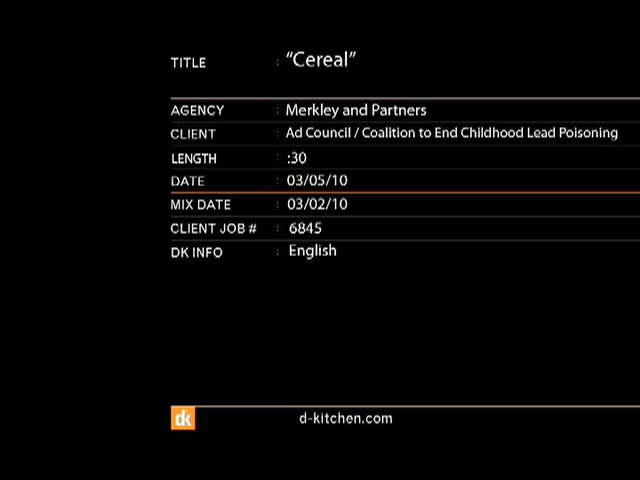 TITLE : “Cereal”
AGENCY : Merkley and Partners
CLIENT : Ad Council / Coalition to End Childhood Lead Poisoning
LENGTH : :30
DATE : 03/05/10
MIX DATE : 03/02/10
CLIENT JOB # : 6845
DK INFO : English
dk d-kitchen.com